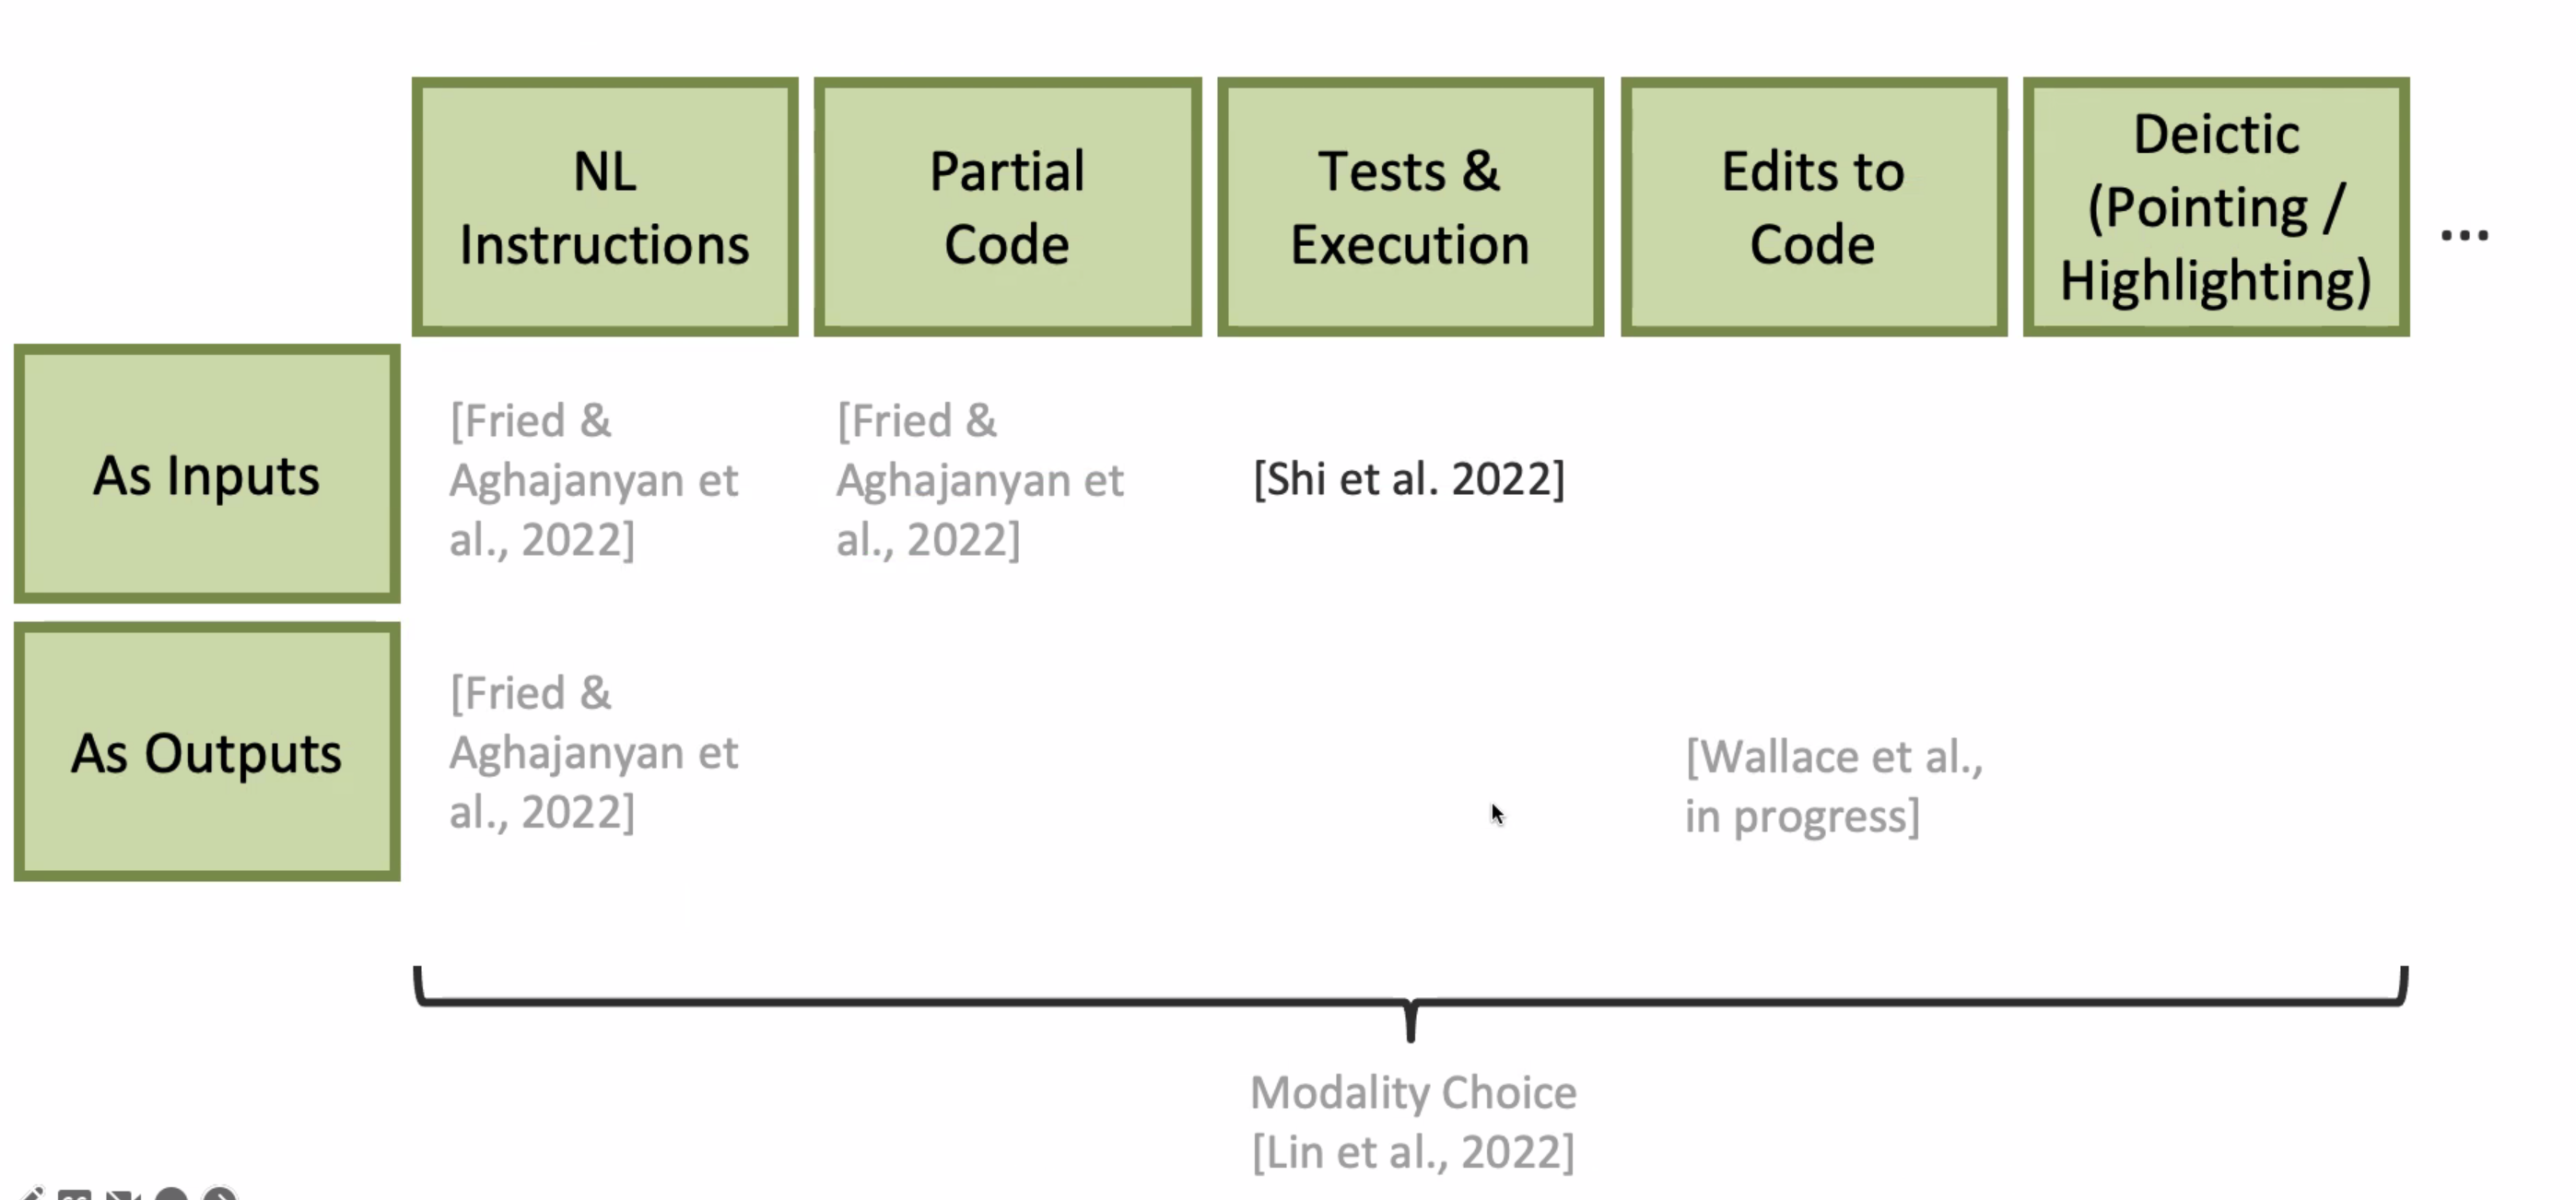 NL
Instructions
Partial
Code
Tests &
Execution
Edits to
Code
Deictic
(Pointing /
Highlighting)
...
As Inputs
[Fried &
Aghajanyan et
al., 2022]
[Fried &
Aghajanyan et
al., 2022]
[Shi et al. 2022]
As Outputs
[Fried &
Aghajanyan et
al., 2022]
[Wallace et al.,
in progress]
Modality Choice
[Lin et al., 2022]